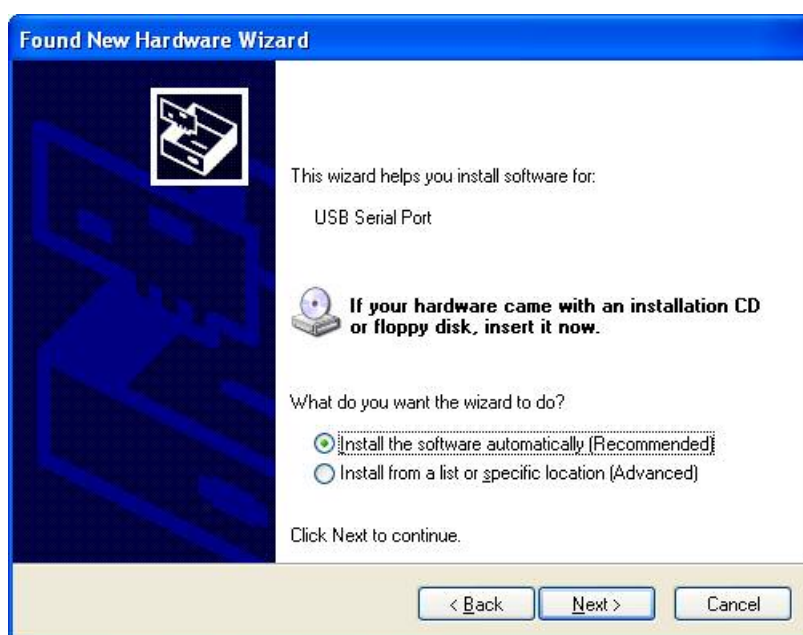 Found New Hardware Wizard
This wizard helps you install software for:
USB Serial Port
If your hardware came with an installation CD
or floppy disk, insert it now.
What do you want the wizard to do?
Install the software automatically (Recommended)
Install from a list or specific location (Advanced)
Click Next to continue.
< Back Next > Cancel